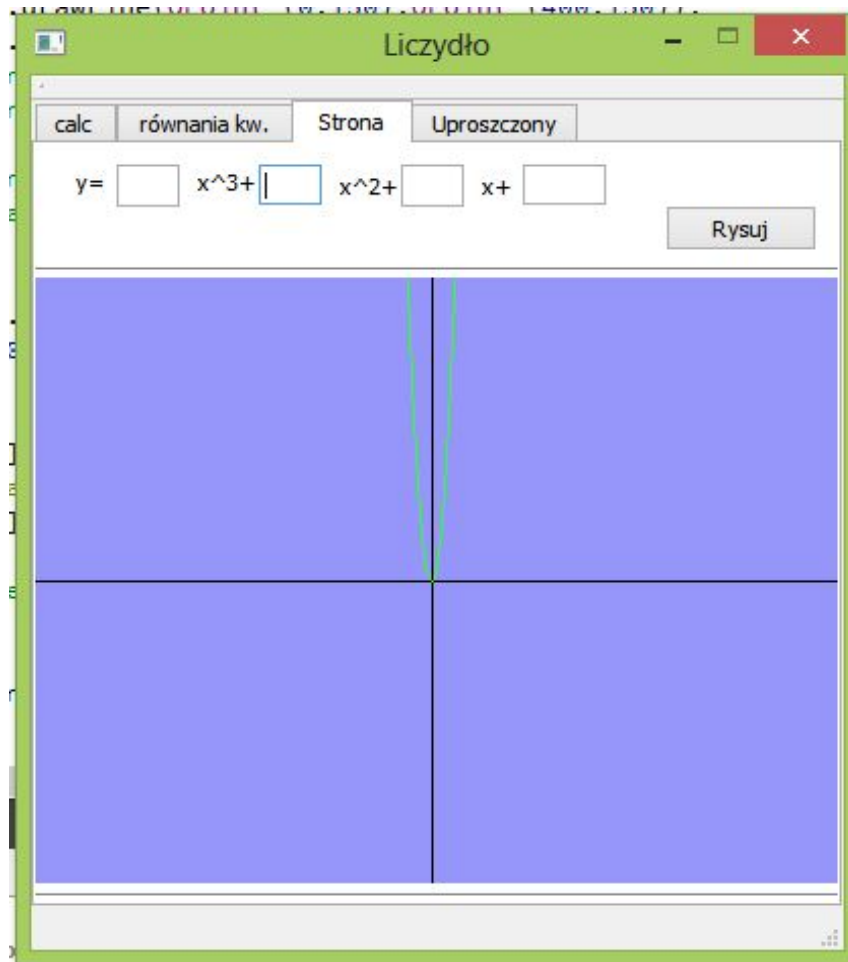 Liczydło
calc równania kw. Strona Uproszczony
y= x^3+ x^2+ x+
Rysuj